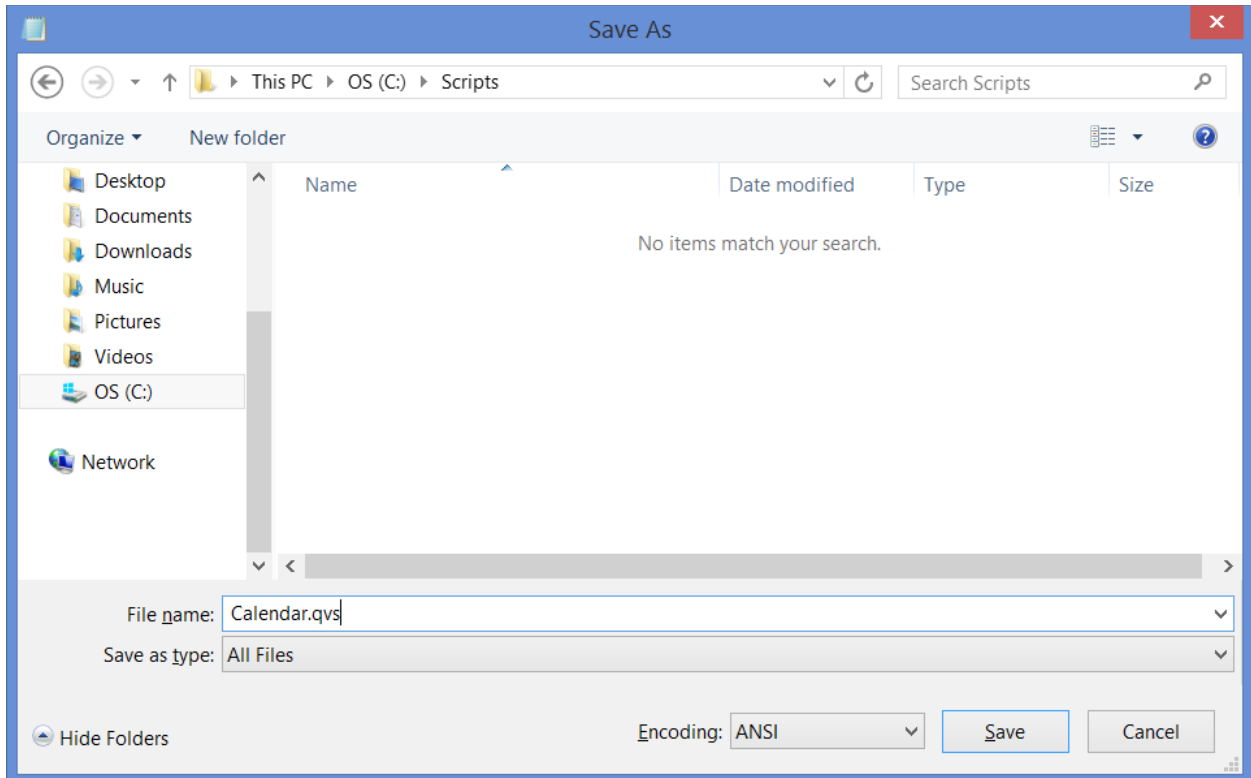 Save As
This PC OS (C:) Scripts
Search Scripts
Organize New folder
Name Date modified Type Size
No items match your search.
Desktop
Documents
Downloads
Music
Pictures
Videos
OS (C:)
Network
File name: Calendar.qvs
Save as type: All Files
Hide Folders
Encoding: ANSI
Save
Cancel